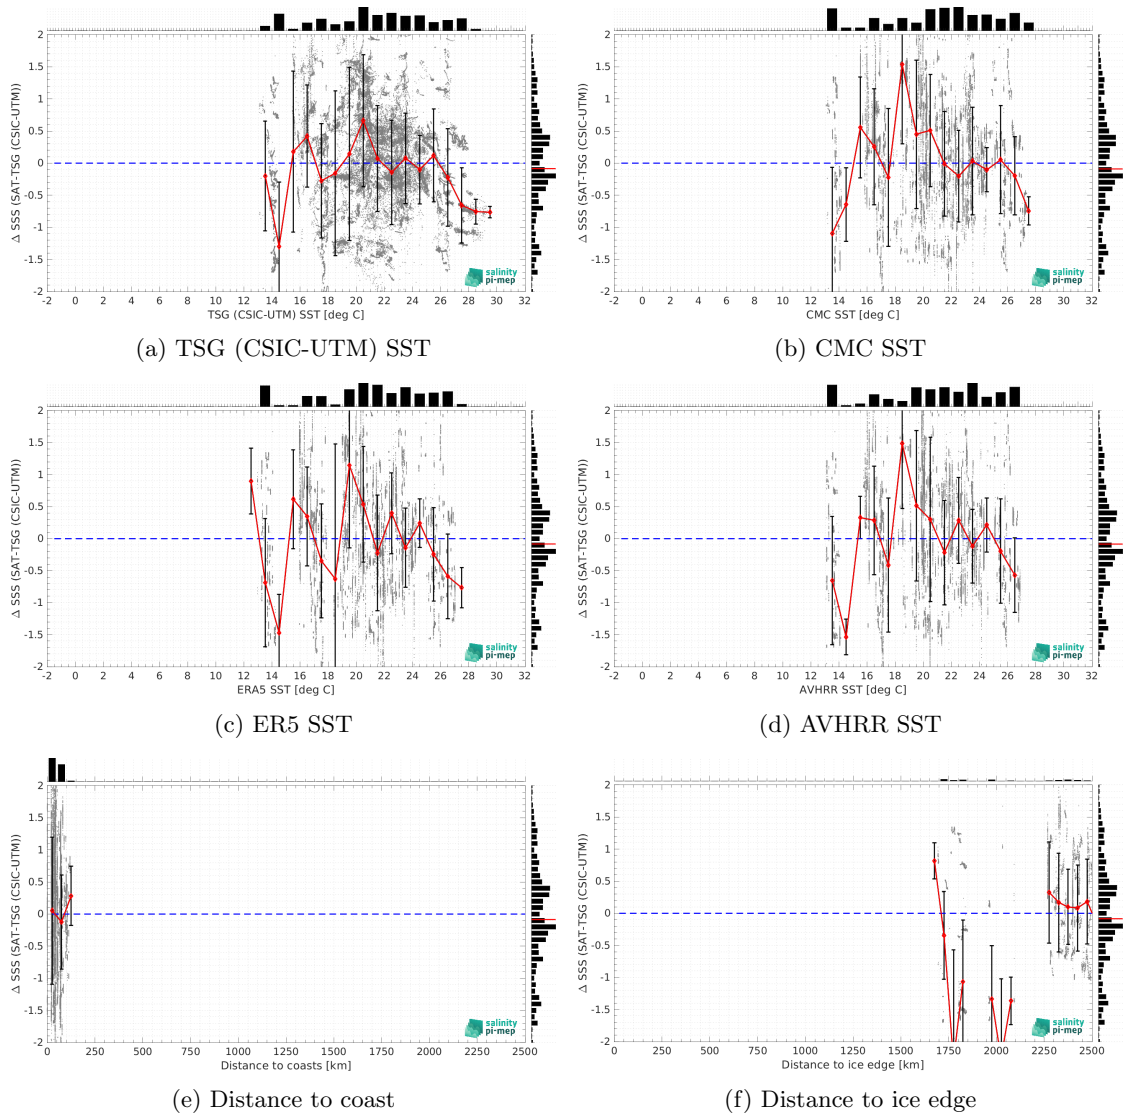 2
1.5
1
0.5
0
-0.5
-1
-1.5
-2
Δ SSS (SAT-TSG (CSIC-UTM))
-2 0 2 4 6 8 10 12 14 16 18 20 22 24 26 28 30 32
TSG (CSIC-UTM) SST [deg C]
salinity
pi-mep
(a) TSG (CSIC-UTM) SST
2
1.5
1
0.5
0
-0.5
-1
-1.5
-2
Δ SSS (SAT-TSG (CSIC-UTM))
-2 0 2 4 6 8 10 12 14 16 18 20 22 24 26 28 30 32
CMC SST [deg C]
salinity
pi-mep
(b) CMC SST
2
1.5
1
0.5
0
-0.5
-1
-1.5
-2
Δ SSS (SAT-TSG (CSIC-UTM))
-2 0 2 4 6 8 10 12 14 16 18 20 22 24 26 28 30 32
ERA5 SST [deg C]
salinity
pi-mep
(c) ER5 SST
2
1.5
1
0.5
0
-0.5
-1
-1.5
-2
Δ SSS (SAT-TSG (CSIC-UTM))
-2 0 2 4 6 8 10 12 14 16 18 20 22 24 26 28 30 32
AVHRR SST [deg C]
salinity
pi-mep
(d) AVHRR SST
2
1.5
1
0.5
0
-0.5
-1
-1.5
-2
Δ SSS (SAT-TSG (CSIC-UTM))
0 250 500 750 1000 1250 1500 1750 2000 2250 2500
Distance to coasts [km]
salinity
pi-mep
(e) Distance to coast
2
1.5
1
0.5
0
-0.5
-1
-1.5
-2
Δ SSS (SAT-TSG (CSIC-UTM))
0 250 500 750 1000 1250 1500 1750 2000 2250 2500
Distance to ice edge [km]
salinity
pi-mep
(f) Distance to ice edge